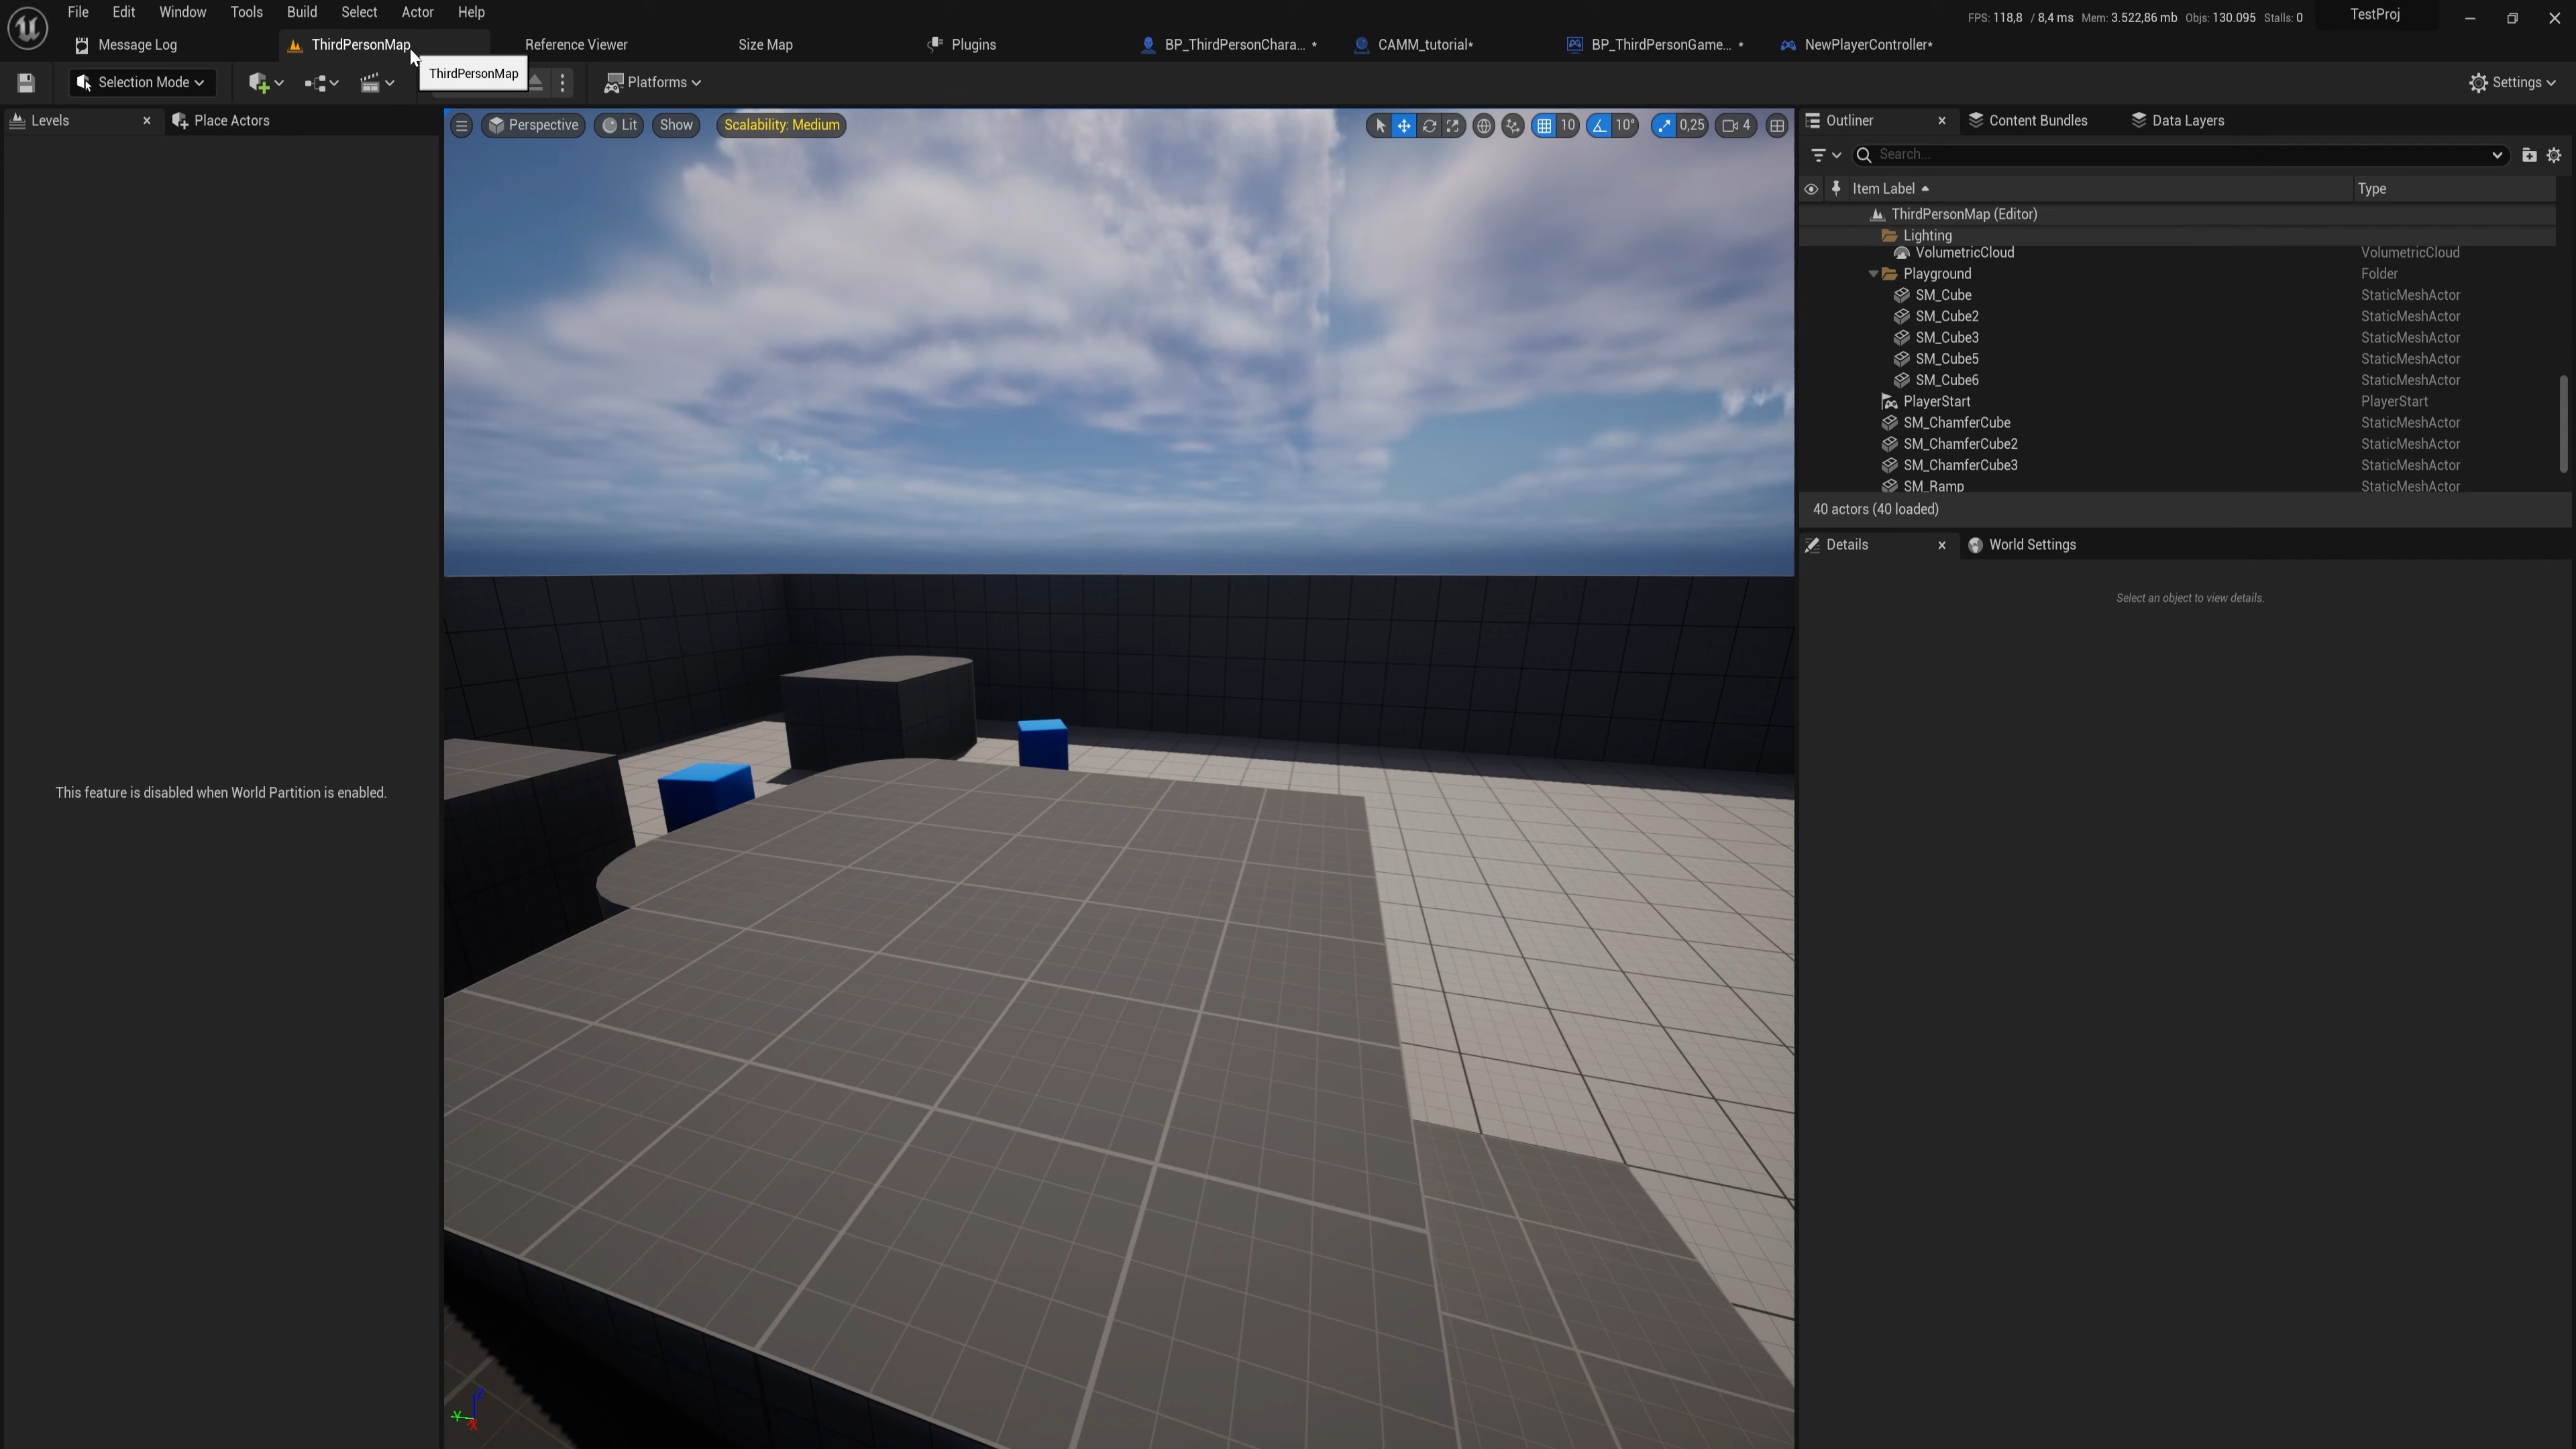 File Edit Window Tools Build Select Actor Help
FPS: 118,8 / 8,4 ms Mem: 3.522,86 mb Objs: 130.095 Stalls: 0 TestProj
Message Log ThirdPersonMap Reference Viewer Size Map Plugins BP_ThirdPersonChara... * CAMM_tutorial* BP_ThirdPersonGame... * NewPlayerController*
ThirdPersonMap
Selection Mode Platforms Settings
Levels Place Actors
Perspective Lit Show Scalability: Medium 10 10° 0,25 4
Outliner Content Bundles Data Layers
Search...
Item Label Type
ThirdPersonMap (Editor)
Lighting
VolumetricCloud VolumetricCloud
Playground Folder
SM_Cube StaticMeshActor
SM_Cube2 StaticMeshActor
SM_Cube3 StaticMeshActor
SM_Cube5 StaticMeshActor
SM_Cube6 StaticMeshActor
PlayerStart PlayerStart
SM_ChamferCube StaticMeshActor
SM_ChamferCube2 StaticMeshActor
SM_ChamferCube3 StaticMeshActor
SM_Ramp StaticMeshActor
40 actors (40 loaded)
Details World Settings
Select an object to view details.
This feature is disabled when World Partition is enabled.
Z
Y
X